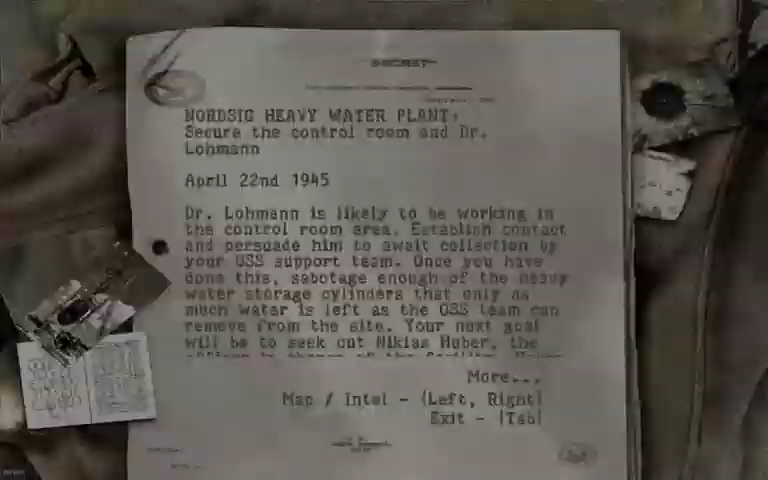 SECRET
NORDSIG HEAVY WATER PLANT:
Secure the control room and Dr.
Lohmann
April 22nd 1945
Dr. Lohmann is likely to be working in
the control room area. Establish contact
and persuade him to await collection by
your OSS support team. Once you have
done this, sabotage enough of the heavy
water storage cylinders that only as
much water is left as the OSS team can
remove from the site. Your next goal
will be to seek out Niklas Huber, the
More...
Map / Intel - (Left, Right)
Exit - (Tab)